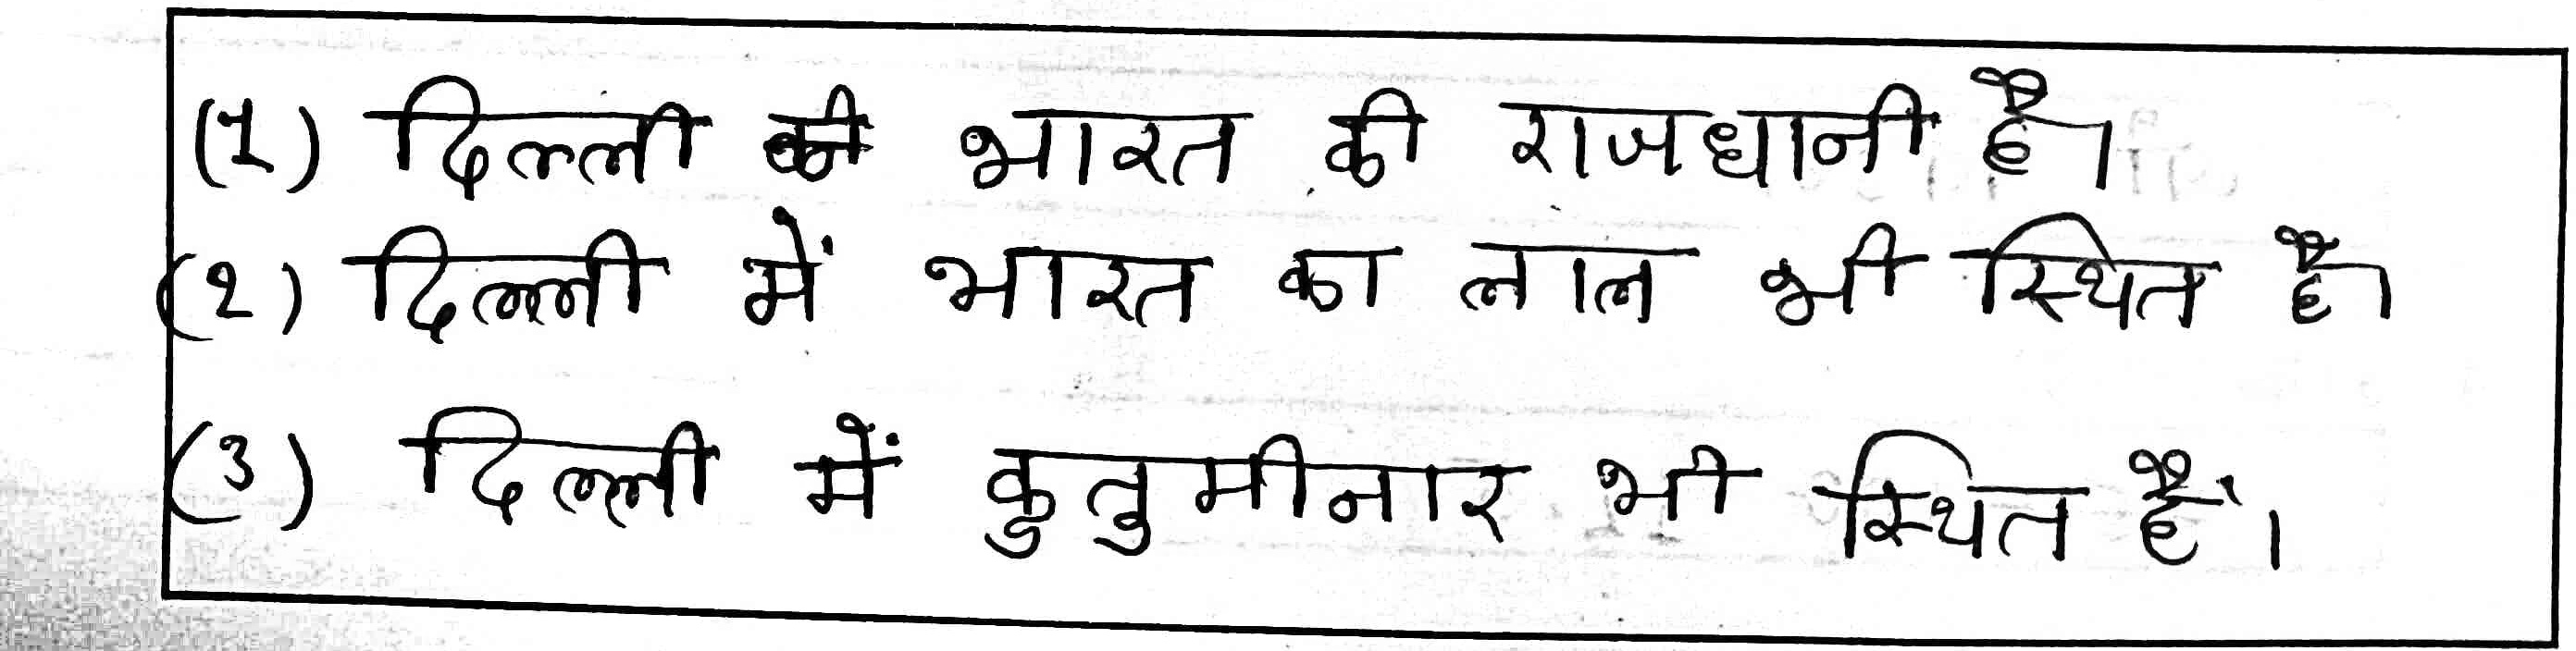 (1) दिल्ली भारत की राजधानी है।
(2) दिल्ली में भारत का लाल भी स्थित है।
(3) दिल्ली में कुतुमीनार भी स्थित हैं।